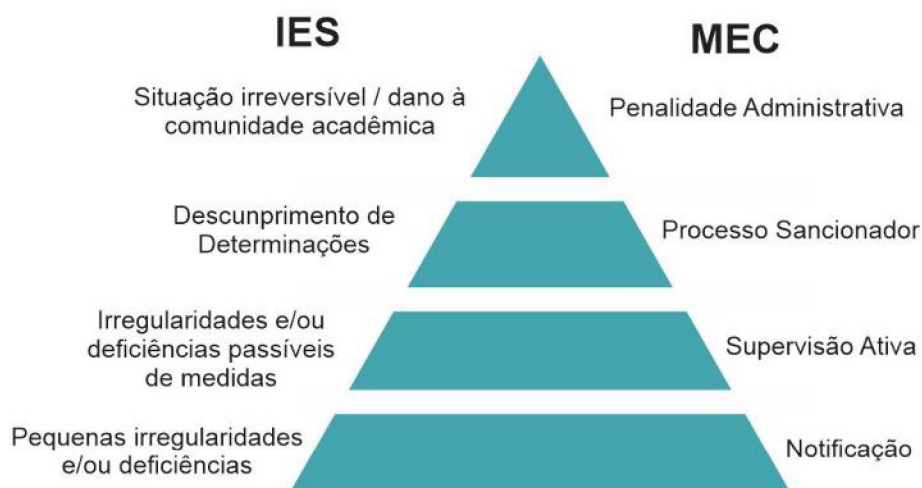 IES
MEC
Situação irreversível / dano à
comunidade acadêmica
Penalidade Administrativa
Descunprimento de
Determinações
Processo Sancionador
Irregularidades e/ou
deficiências passíveis
de medidas
Supervisão Ativa
Pequenas irregularidades
e/ou deficiências
Notificação